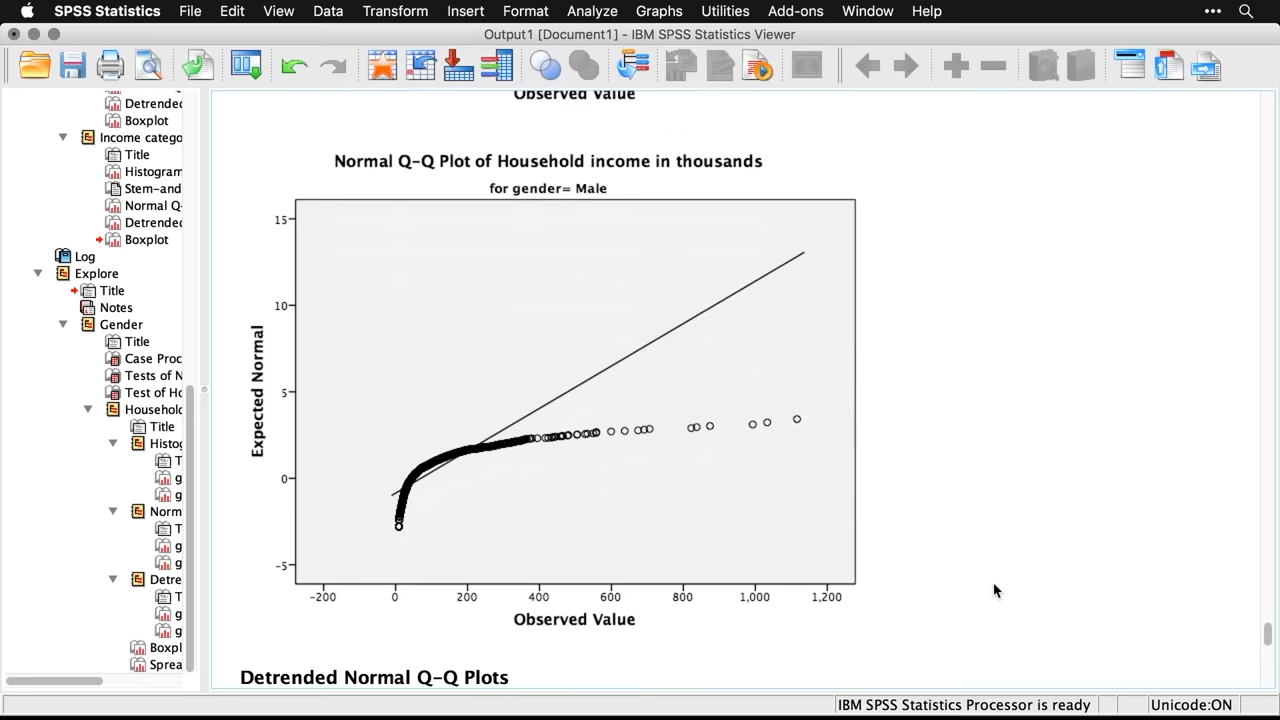 SPSS Statistics File Edit View Data Transform Insert Format Analyze Graphs Utilities Add-ons Window Help
Output1 [Document1] - IBM SPSS Statistics Viewer
Detrended
Boxplot
Income catego
Title
Histogram
Stem-and
Normal Q-
Detrended
Boxplot
Log
Explore
Title
Notes
Gender
Title
Case Proc
Tests of N
Test of Ho
Household
Title
Histog
T
g
g
Norm
T
g
g
Detre
T
g
g
Boxpl
Sprea
Observed Value
Normal Q-Q Plot of Household income in thousands
for gender= Male
Expected Normal
15
10
5
0
-5
-200 0 200 400 600 800 1,000 1,200
Observed Value
Detrended Normal Q-Q Plots
IBM SPSS Statistics Processor is ready Unicode:ON